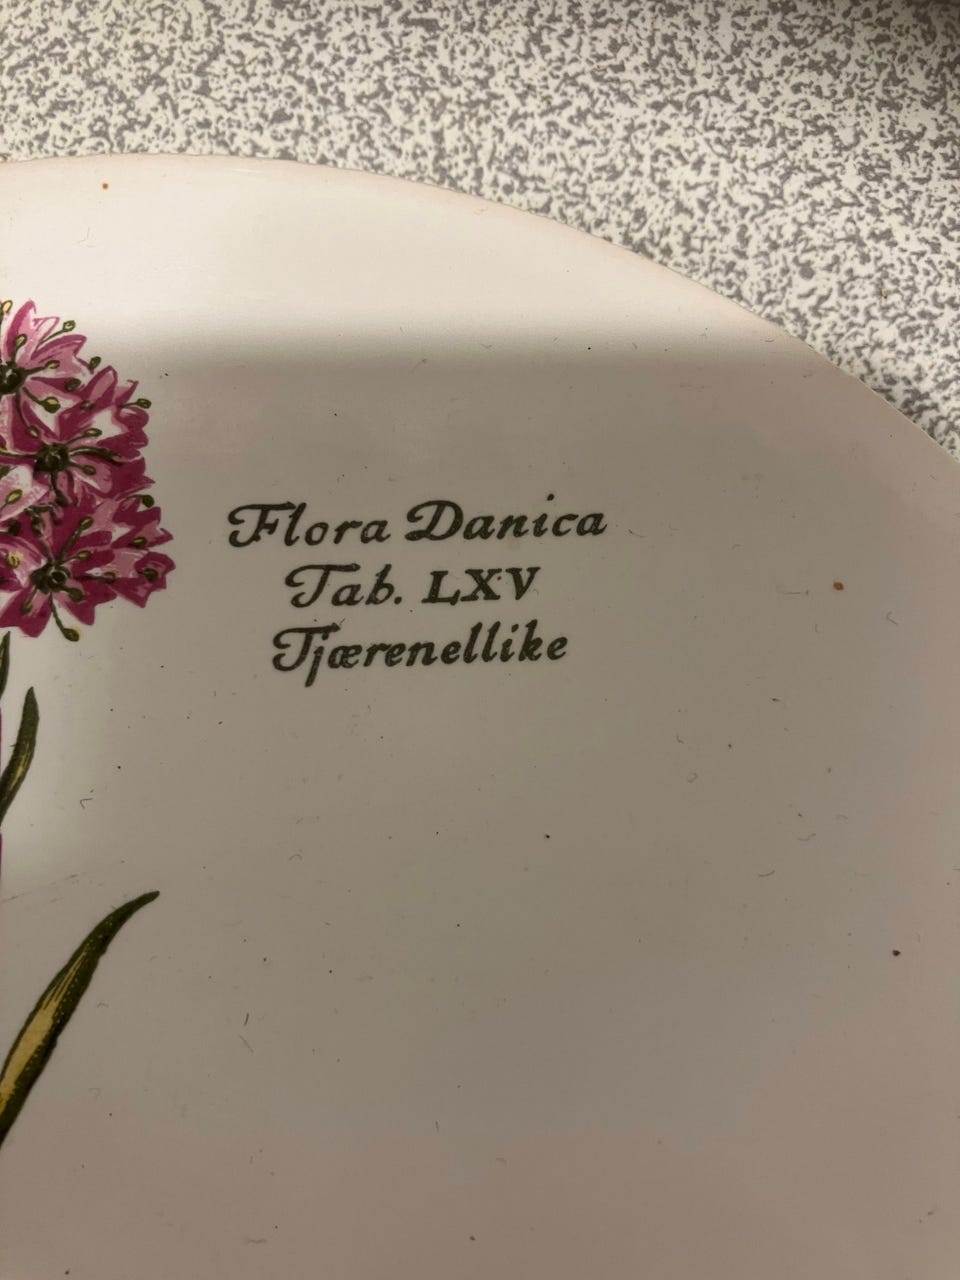 Flora Danica
Tab. LXV
Tjærenellike